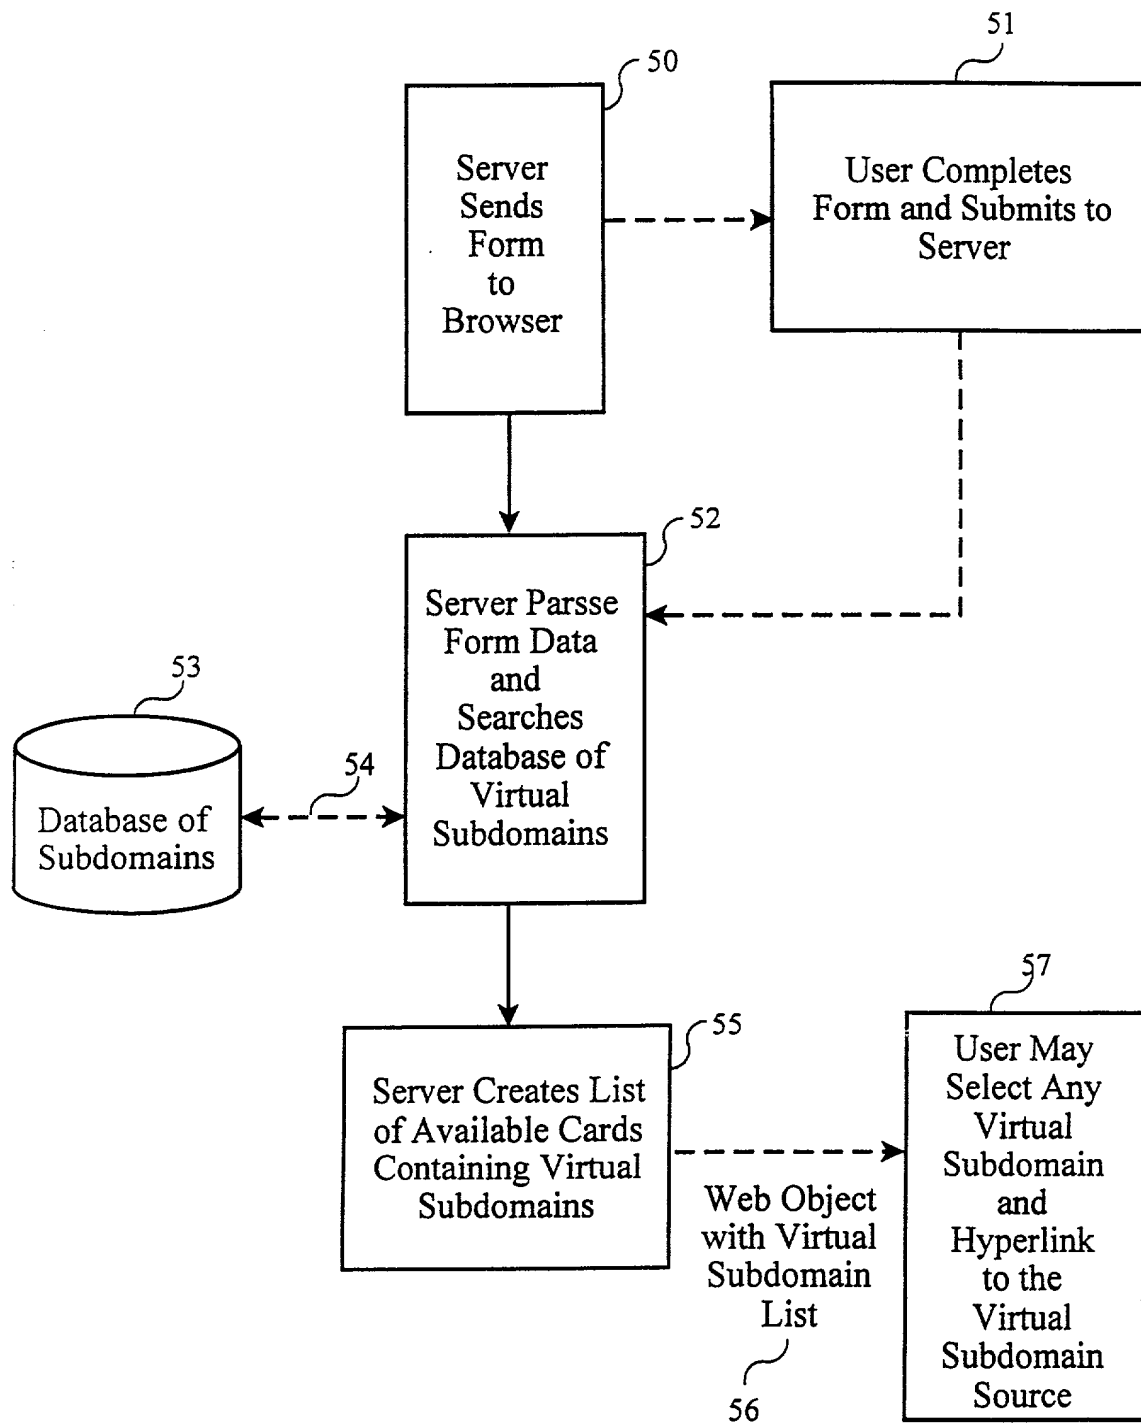 50
51
Server
Sends
Form
to
Browser
User Completes
Form and Submits to
Server
52
Server Parsse
Form Data
and
Searches
Database of
Virtual
Subdomains
53
54
Database of
Subdomains
55
Server Creates List
of Available Cards
Containing Virtual
Subdomains
Web Object
with Virtual
Subdomain
List
56
57
User May
Select Any
Virtual
Subdomain
and
Hyperlink
to the
Virtual
Subdomain
Source